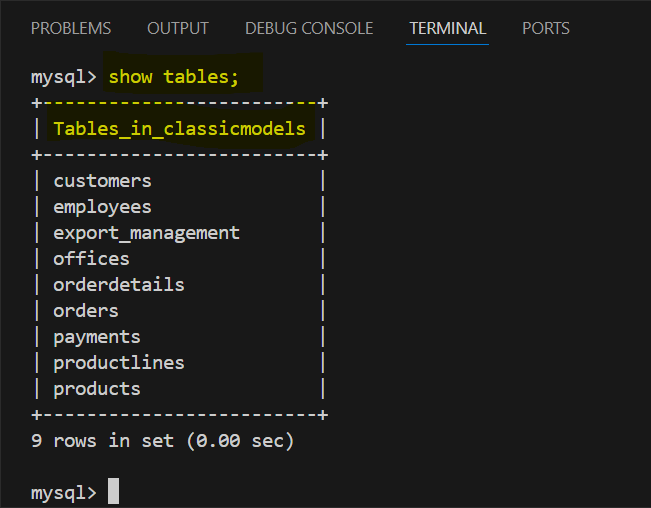 PROBLEMS OUTPUT DEBUG CONSOLE TERMINAL PORTS
mysql> show tables;
+-------------------------+
| Tables_in_classicmodels |
+-------------------------+
| customers               |
| employees               |
| export_management       |
| offices                 |
| orderdetails            |
| orders                  |
| payments                |
| productlines            |
| products                |
+-------------------------+
9 rows in set (0.00 sec)
mysql>